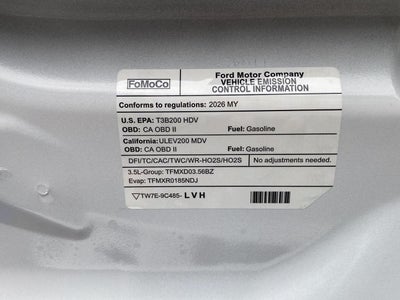 FoMoCo
Ford Motor Company
VEHICLE EMISSION
CONTROL INFORMATION
Conforms to regulations: 2026 MY
U.S. EPA: T3B200 HDV
OBD: CA OBD II Fuel: Gasoline
California: ULEV200 MDV
OBD: CA OBD II Fuel: Gasoline
DFI/TC/CAC/TWC/WR-HO2S/HO2S No adjustments needed.
3.5L-Group: TFMXD03.56BZ
Evap: TFMXR0185NDJ
TW7E-9C485- LVH